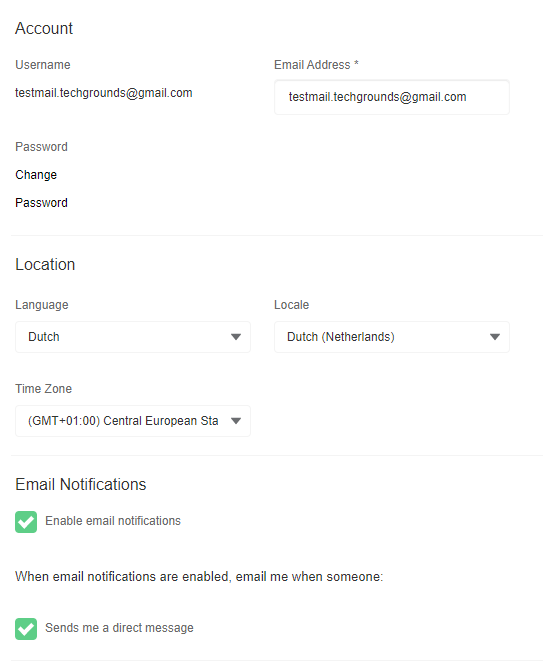 Account
Username
Email Address *
testmail.techgrounds@gmail.com
testmail.techgrounds@gmail.com
Password
Change
Password
Location
Language
Locale
Dutch
Dutch (Netherlands)
Time Zone
(GMT+01:00) Central European Sta
Email Notifications
Enable email notifications
When email notifications are enabled, email me when someone:
Sends me a direct message